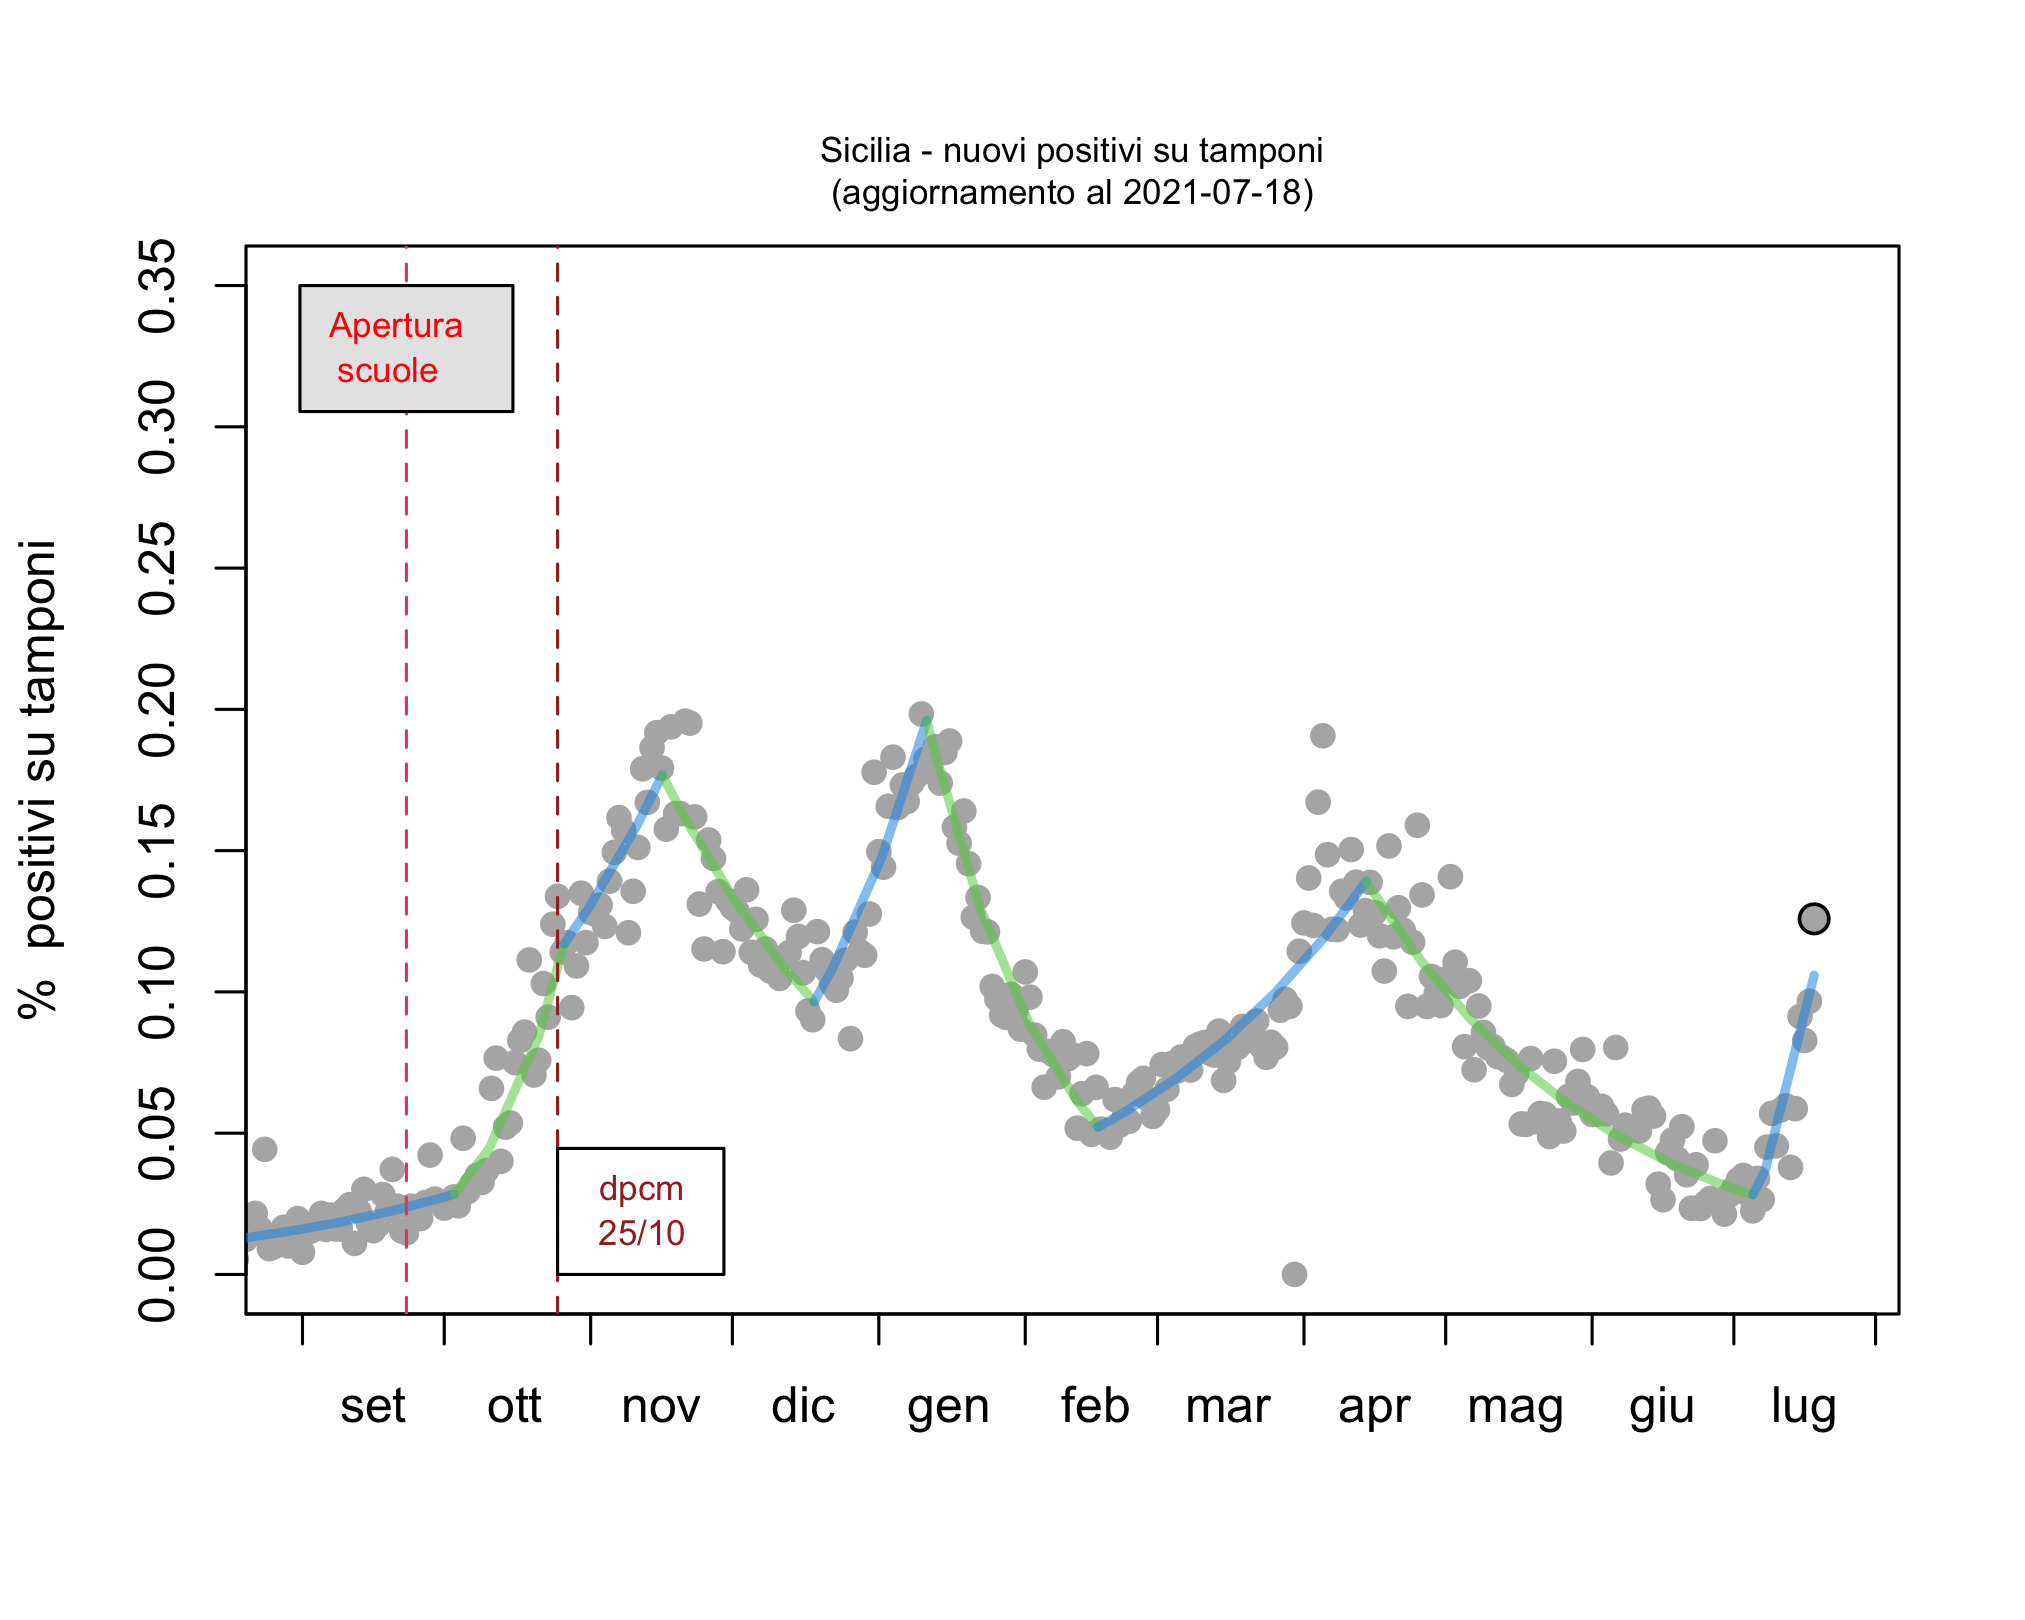 Sicilia - nuovi positivi su tamponi
(aggiornamento al 2021-07-18)
% positivi su tamponi
0.35
0.30
0.25
0.20
0.15
0.10
0.05
0.00
Apertura
scuole
dpcm
25/10
set ott nov dic gen feb mar apr mag giu lug